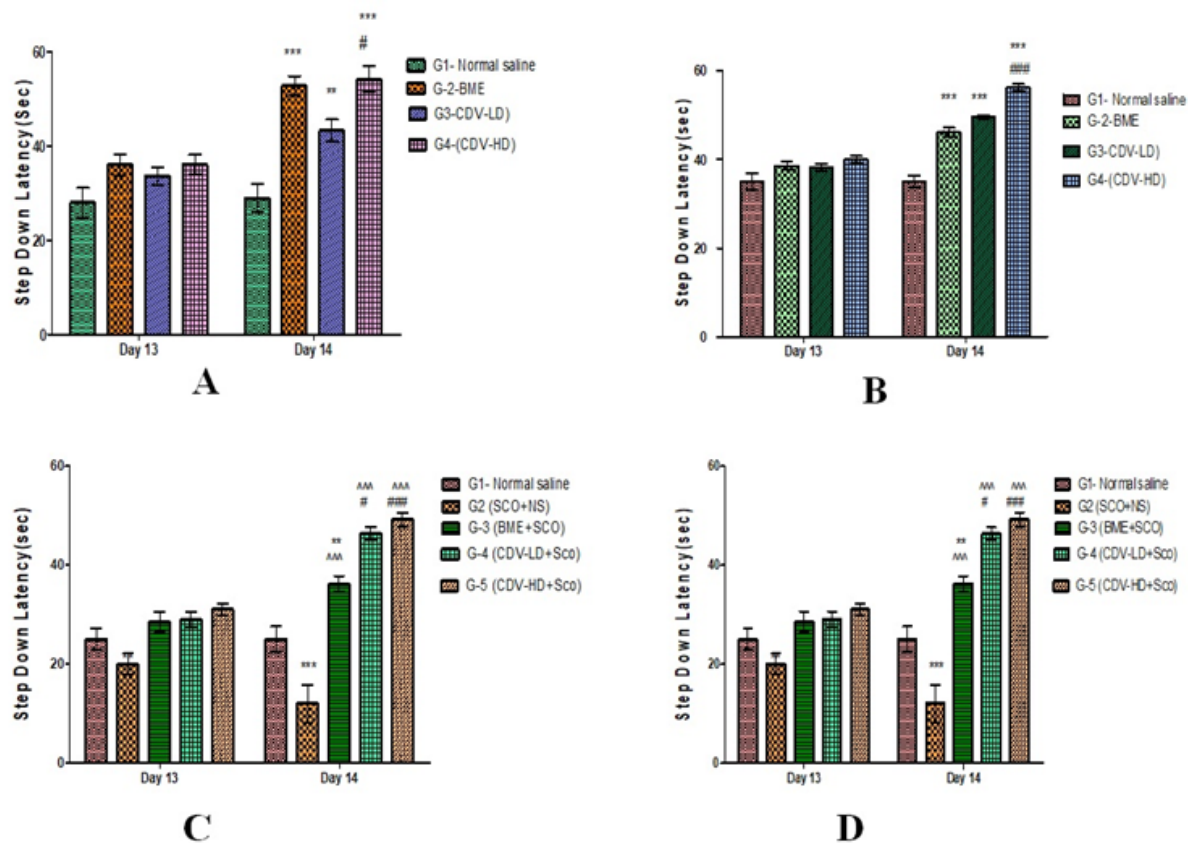 Step Down Latency(Sec)
60
40
20
0
***
**
***
#
Day 13
Day 14
G1- Normal saline
G-2-BME
G3-CDV-LD)
G4-(CDV-HD)
A
Step Down Latency(sec)
60
40
20
0
***
***
***
###
Day 13
Day 14
G1- Normal saline
G-2-BME
G3-CDV-LD)
G4-(CDV-HD)
B
Step Down Latency(sec)
60
40
20
0
***
**
^^^
^^^
#
^^^
###
Day 13
Day 14
G1- Normal saline
G2 (SCO+NS)
G-3 (BME+SCO)
G-4 (CDV-LD+Sco)
G-5 (CDV-HD+Sco)
C
Step Down Latency(sec)
60
40
20
0
***
**
^^^
^^^
#
^^^
###
Day 13
Day 14
G1- Normal saline
G2 (SCO+NS)
G-3 (BME+SCO)
G-4 (CDV-LD+Sco)
G-5 (CDV-HD+Sco)
D